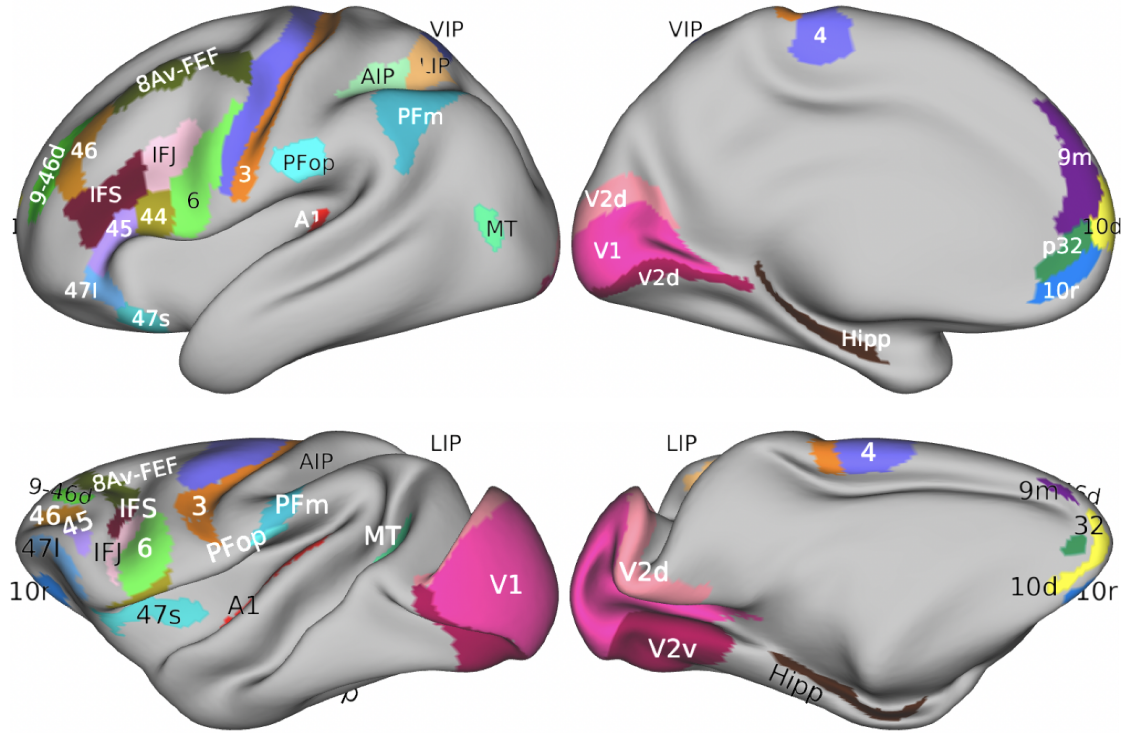 VIP
VIP
4
8Av-FEF
LIP
AIP
PFm
46
9-46d
IFJ
PFop
3
9m
IFS
6
V2d
44
45
A1
MT
10d
V1
p32
V2d
47l
10r
47s
Hipp
LIP
LIP
4
8Av-FEF
AIP
9-46d
9m
6d
46
45
IFS
3
PFm
32
47l
IFJ
6
PFop
MT
V2d
10r
V1
10d
10r
47s
A1
V2v
Hipp
p